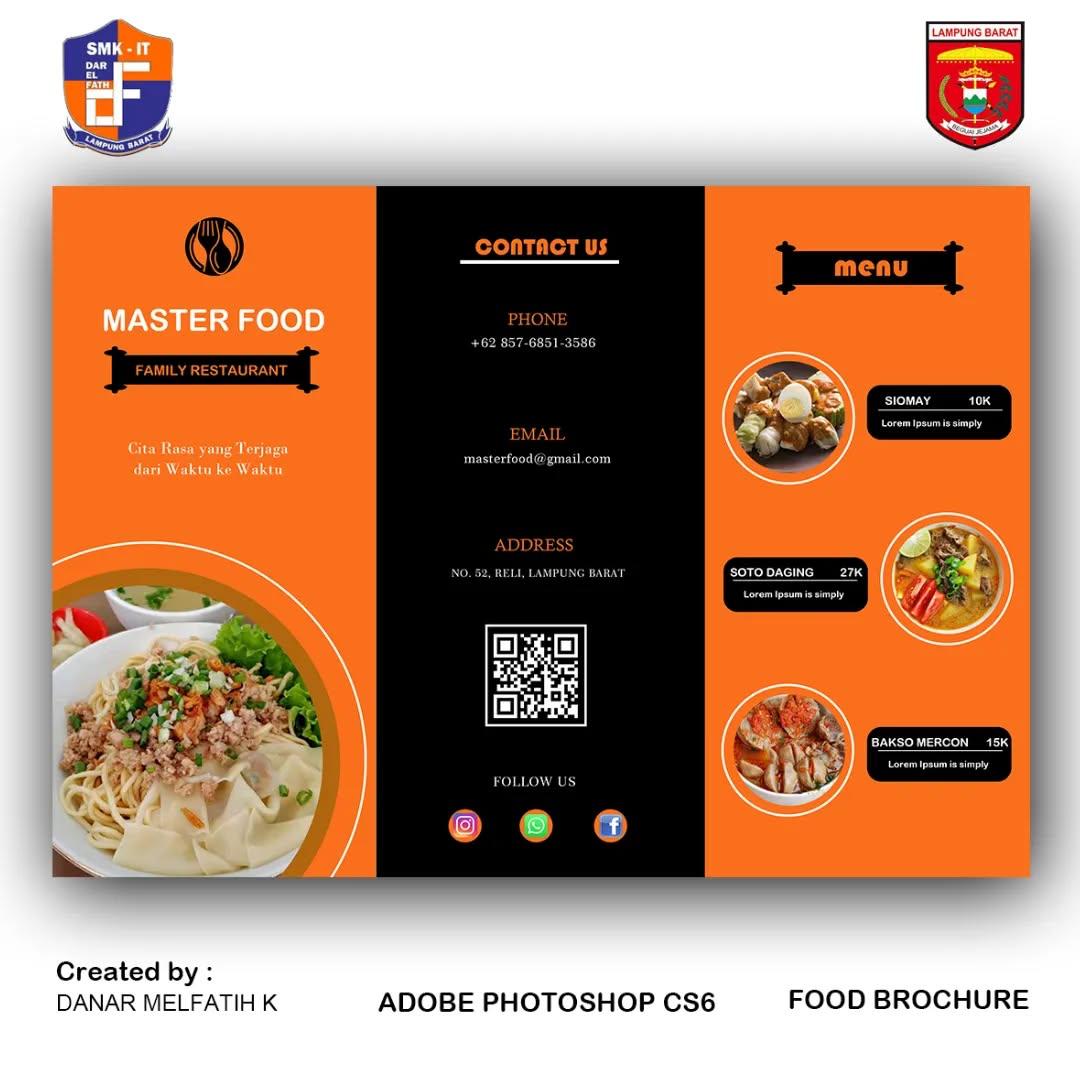 SMK - IT
DAR
EL
FATH
LAMPUNG BARAT
LAMPUNG BARAT
BEGUAI JEJAMA
MASTER FOOD
FAMILY RESTAURANT
Cita Rasa yang Terjaga
dari Waktu ke Waktu
CONTACT US
PHONE
+62 857-6851-3586
EMAIL
masterfood@gmail.com
ADDRESS
NO. 52, RELI, LAMPUNG BARAT
FOLLOW US
menu
SIOMAY 10K
Lorem Ipsum is simply
SOTO DAGING 27K
Lorem Ipsum is simply
BAKSO MERCON 15K
Lorem Ipsum is simply
Created by :
DANAR MELFATIH K
ADOBE PHOTOSHOP CS6
FOOD BROCHURE